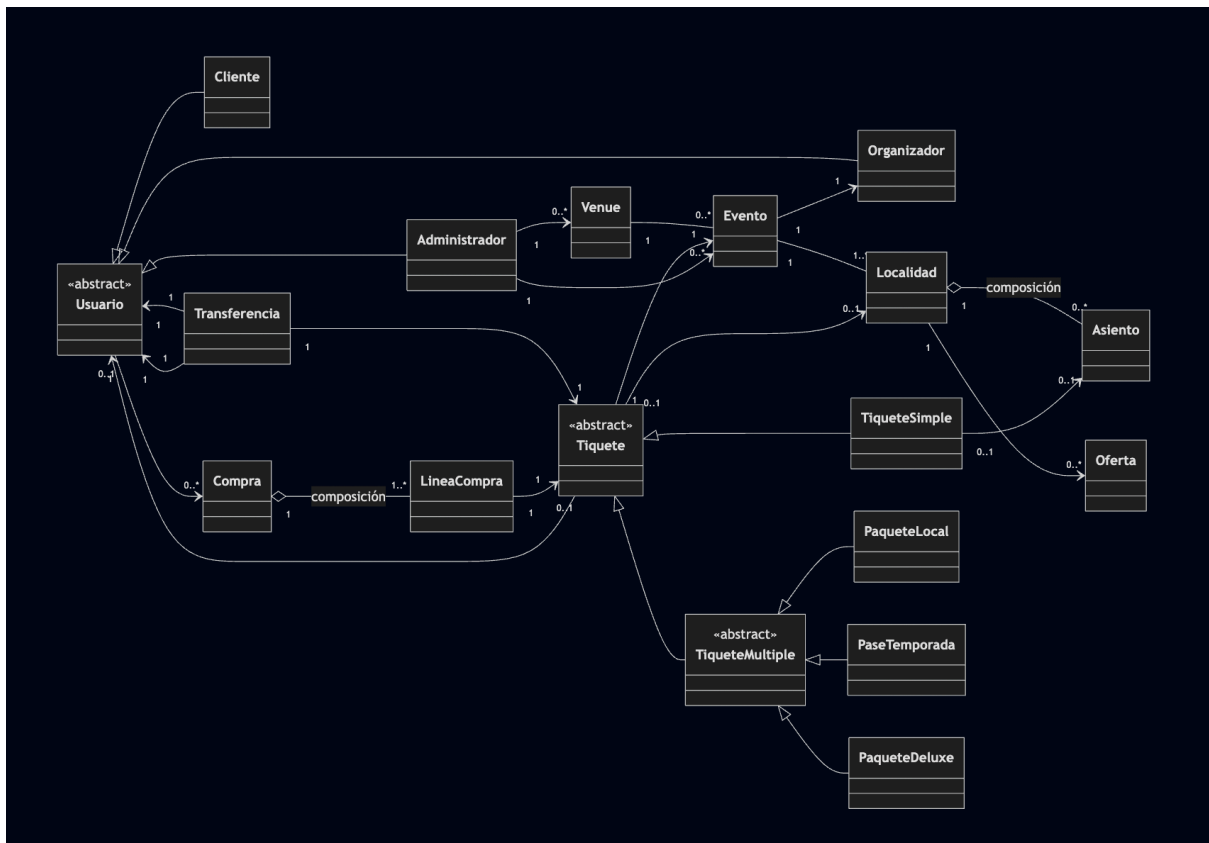 Cliente
Organizador
Venue
0..*
1
0..*
1
Evento
1
0..*
1
1
1
Administrador
1
«abstract»
Usuario
1
1
1
1
0..1
1
Transferencia
1
1
1..
Localidad
0..1
1
1
composición
0..*
Asiento
0..1
«abstract»
Tiquete
1
0..1
0..1
TiqueteSimple
0..1
0..*
Oferta
0..*
Compra
1
composición
1..*
LineaCompra
1
1
PaqueteLocal
«abstract»
TiqueteMultiple
PaseTemporada
PaqueteDeluxe